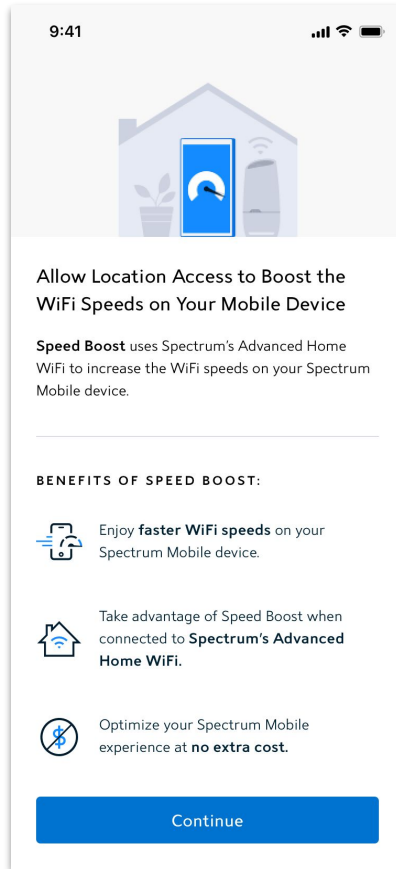 9:41
Allow Location Access to Boost the
WiFi Speeds on Your Mobile Device
Speed Boost uses Spectrum's Advanced Home
WiFi to increase the WiFi speeds on your Spectrum
Mobile device.
BENEFITS OF SPEED BOOST:
Enjoy faster WiFi speeds on your
Spectrum Mobile device.
Take advantage of Speed Boost when
connected to Spectrum's Advanced
Home WiFi.
Optimize your Spectrum Mobile
experience at no extra cost.
Continue